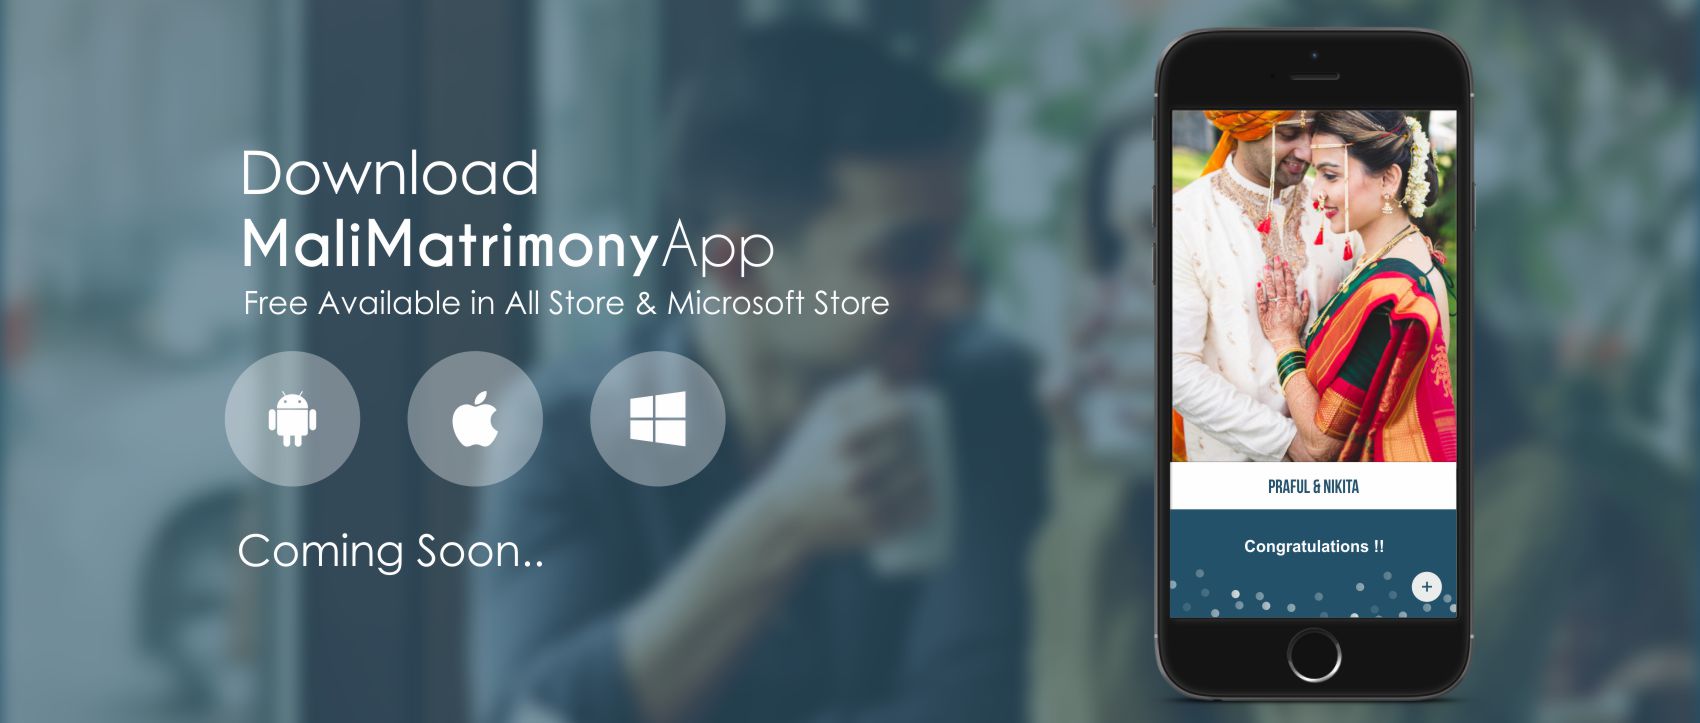 Download
MaliMatrimonyApp
Free Available in All Store & Microsoft Store
Coming Soon..
PRAFUL & NIKITA
Congratulations !!
+